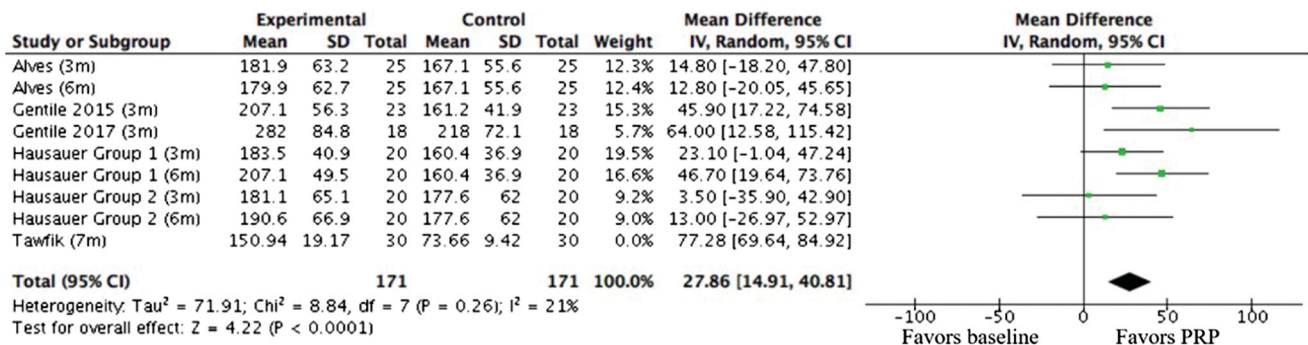 Experimental Control Mean Difference Mean Difference
Study or Subgroup Mean SD Total Mean SD Total Weight IV, Random, 95% CI IV, Random, 95% CI
Alves (3m) 181.9 63.2 25 167.1 55.6 25 12.3% 14.80 [-18.20, 47.80]
Alves (6m) 179.9 62.7 25 167.1 55.6 25 12.4% 12.80 [-20.05, 45.65]
Gentile 2015 (3m) 207.1 56.3 23 161.2 41.9 23 15.3% 45.90 [17.22, 74.58]
Gentile 2017 (3m) 282 84.8 18 218 72.1 18 5.7% 64.00 [12.58, 115.42]
Hausauer Group 1 (3m) 183.5 40.9 20 160.4 36.9 20 19.5% 23.10 [-1.04, 47.24]
Hausauer Group 1 (6m) 207.1 49.5 20 160.4 36.9 20 16.6% 46.70 [19.64, 73.76]
Hausauer Group 2 (3m) 181.1 65.1 20 177.6 62 20 9.2% 3.50 [-35.90, 42.90]
Hausauer Group 2 (6m) 190.6 66.9 20 177.6 62 20 9.0% 13.00 [-26.97, 52.97]
Tawfik (7m) 150.94 19.17 30 73.66 9.42 30 0.0% 77.28 [69.64, 84.92]
Total (95% CI) 171 171 100.0% 27.86 [14.91, 40.81]
Heterogeneity: Tau² = 71.91; Chi² = 8.84, df = 7 (P = 0.26); I² = 21%
Test for overall effect: Z = 4.22 (P < 0.0001)
-100 -50 0 50 100
Favors baseline Favors PRP